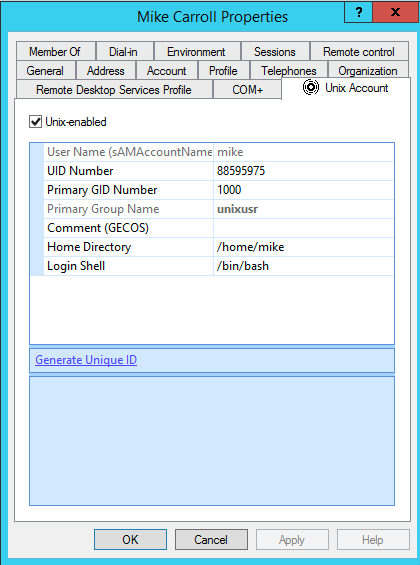 Mike Carroll Properties
? x
Member Of Dial-in Environment Sessions Remote control
General Address Account Profile Telephones Organization
Remote Desktop Services Profile COM+ Unix Account
Unix-enabled
User Name (sAMAccountName mike
UID Number 88595975
Primary GID Number 1000
Primary Group Name unixusr
Comment (GECOS)
Home Directory /home/mike
Login Shell /bin/bash
Generate Unique ID
OK Cancel Apply Help